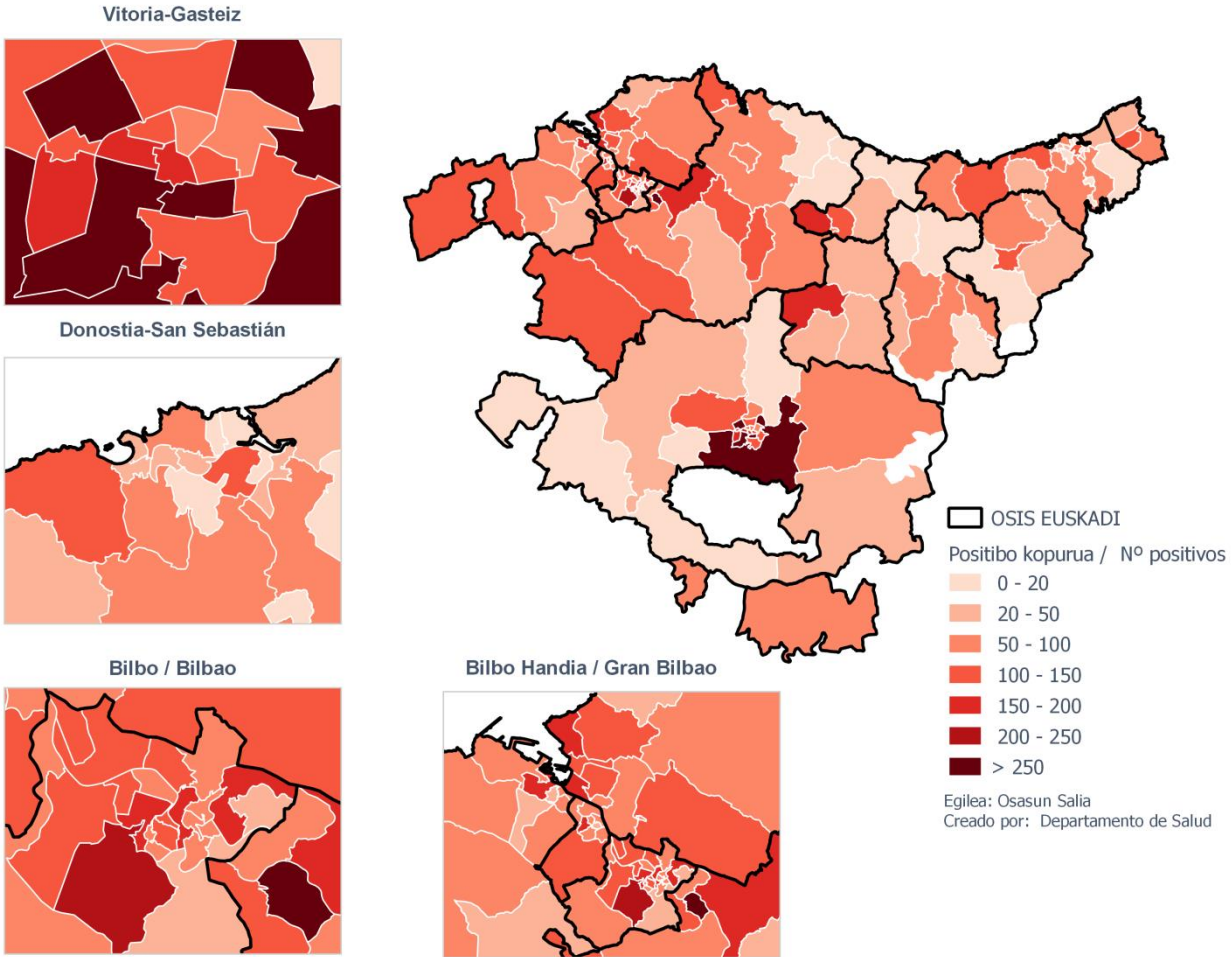 Vitoria-Gasteiz
Donostia-San Sebastián
Bilbo / Bilbao
Bilbo Handia / Gran Bilbao
OSIS EUSKADI
Positibo kopurua / Nº positivos
0 - 20
20 - 50
50 - 100
100 - 150
150 - 200
200 - 250
> 250
Egilea: Osasun Salia
Creado por: Departamento de Salud